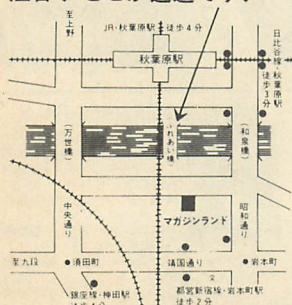 至上野
JR・秋葉原駅
徒歩4分
秋葉原駅
日比谷線・秋葉原駅
徒歩3分
(万世橋)
ふれあい橋
(和泉橋)
中央通り
マガジンランド
昭和通り
至九段
須田町
靖国通り
岩本町
銀座線・神田駅
都営新宿線・岩本町駅
徒歩2分